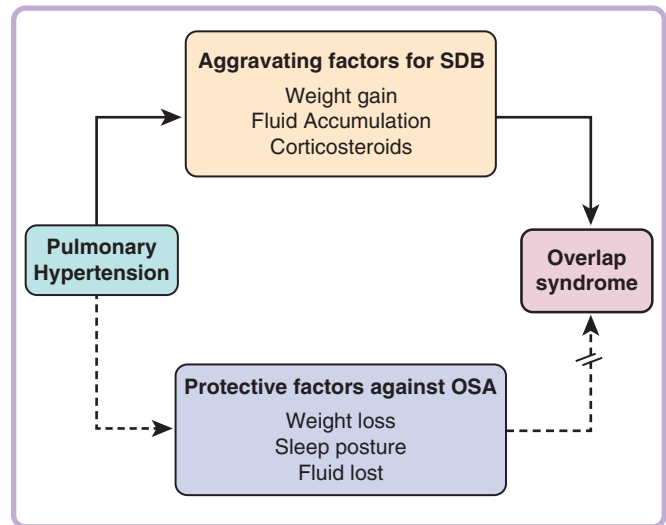 Aggravating factors for SDB
Weight gain
Fluid Accumulation
Corticosteroids
Pulmonary
Hypertension
Overlap
syndrome
Protective factors against OSA
Weight loss
Sleep posture
Fluid lost